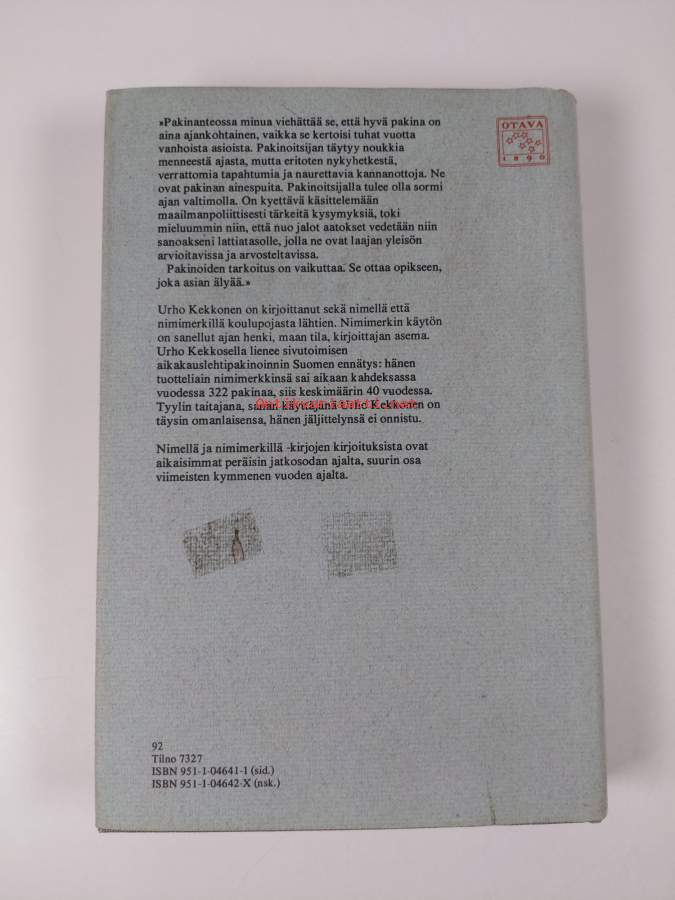 »Pakinanteossa minua viehättää se, että hyvä pakina on
aina ajankohtainen, vaikka se kertoisi tuhat vuotta
vanhoista asioista. Pakinoitsijan täytyy noukkia
menneestä ajasta, mutta eritoten nykyhetkestä,
verrattomia tapahtumia ja naurettavia kannanottoja. Ne
ovat pakinan ainespuita. Pakinoitsijalla tulee olla sormi
ajan valtimolla. On kyettävä käsittelemään
maailmanpoliittisesti tärkeitä kysymyksiä, toki
mieluummin niin, että nuo jalot aatokset vedetään niin
sanoakseni lattiatasolle, jolla ne ovat laajan yleisön
arvioitavissa ja arvosteltavissa.
Pakinoiden tarkoitus on vaikuttaa. Se ottaa opikseen,
joka asian älyää.»
OTAVA
1890
Urho Kekkonen on kirjoittanut sekä nimellä että
nimimerkillä koulupojasta lähtien. Nimimerkin käytön
on sanellut ajan henki, maan tila, kirjoittajan asema.
Urho Kekkosella lienee sivutoimisen
aikakauslehtipakinoinnin Suomen ennätys: hänen
tuotteliain nimimerkkinsä sai aikaan kahdeksassa
vuodessa 322 pakinaa, siis keskimäärin 40 vuodessa.
Tyylin taitajana, sanan käyttäjänä Urho Kekkonen on
täysin omanlaisensa, hänen jäljittelynsä ei onnistu.
Nimellä ja nimimerkillä -kirjojen kirjoituksista ovat
aikaisimmat peräisin jatkosodan ajalta, suurin osa
viimeisten kymmenen vuoden ajalta.
92
Tilno 7327
ISBN 951-1-04641-1 (sid.)
ISBN 951-1-04642-X (nsk.)